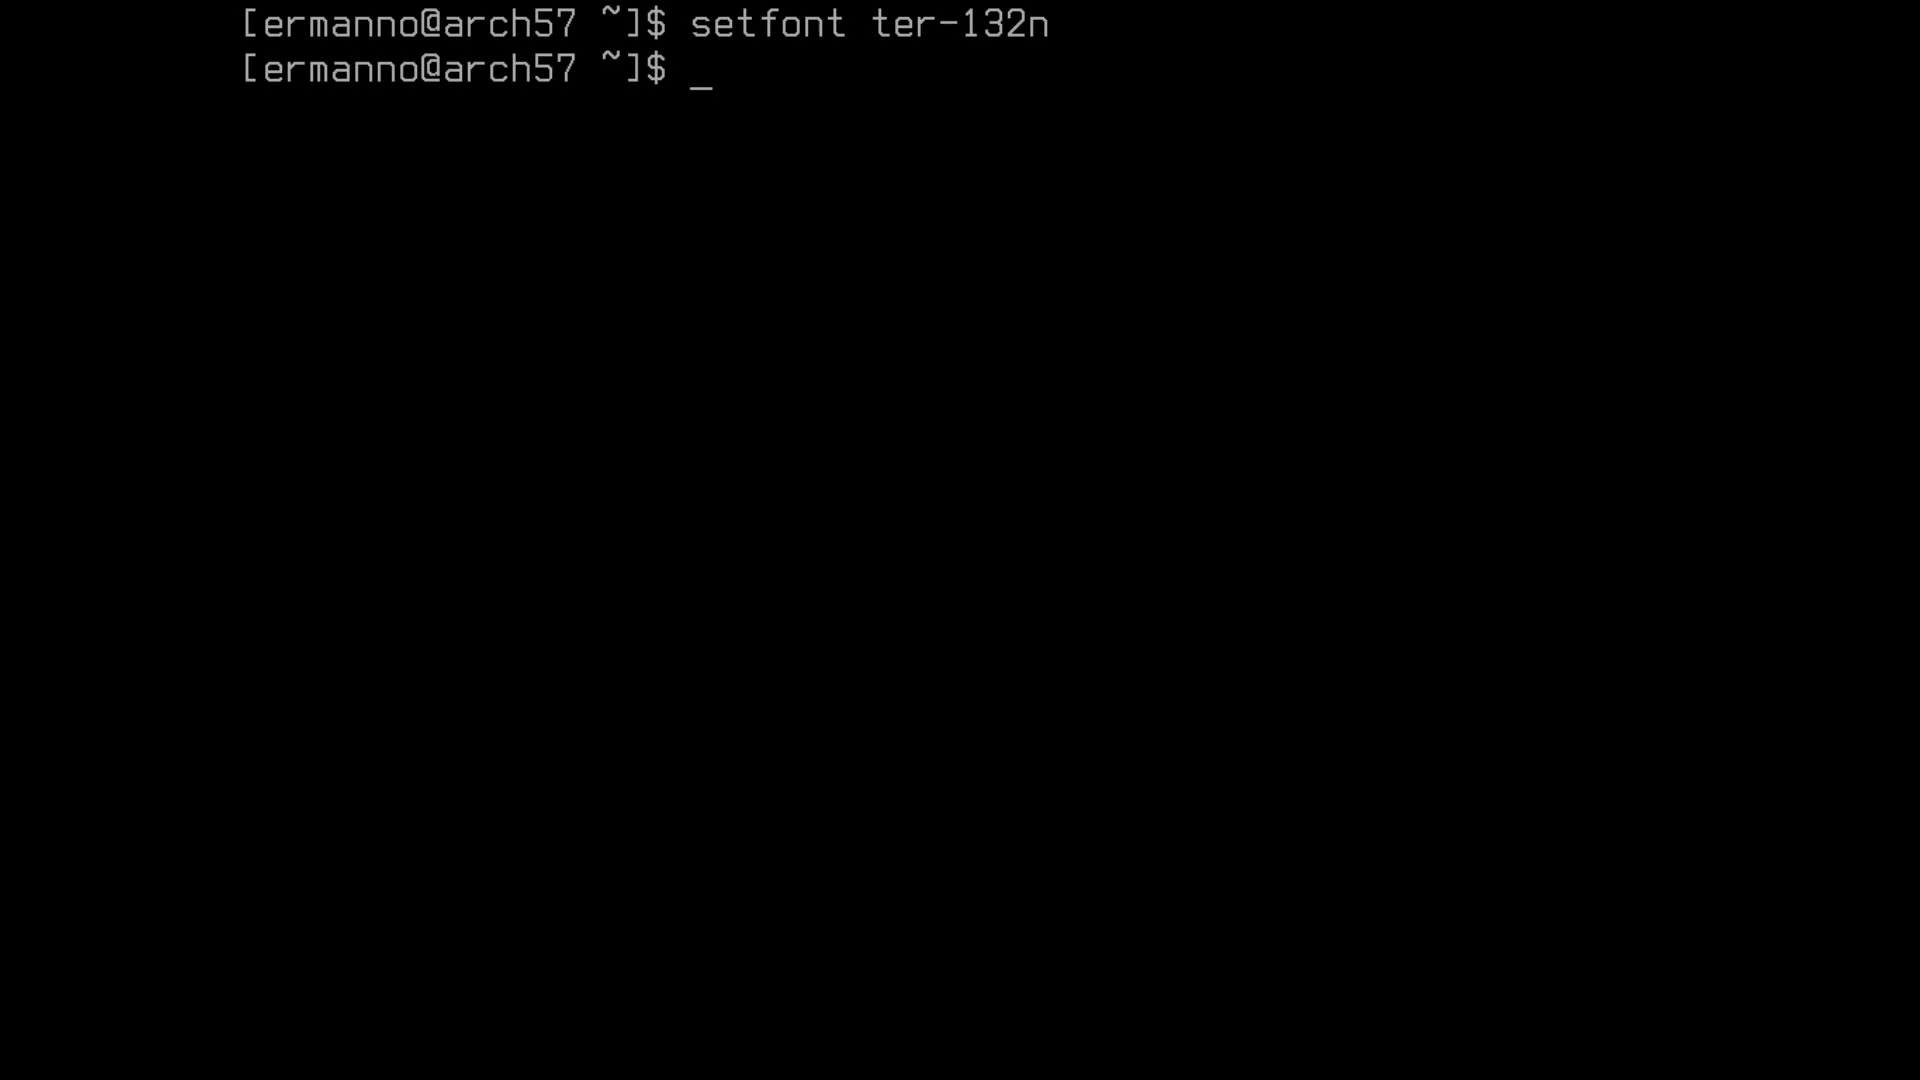 [ermanno@arch57 ~]$ setfont ter-132n
[ermanno@arch57 ~]$ _